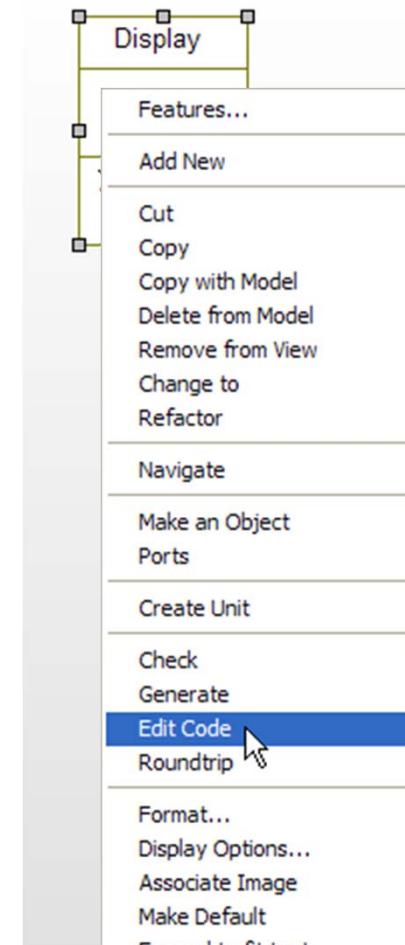 Display
Features...
Add New
Cut
Copy
Copy with Model
Delete from Model
Remove from View
Change to
Refactor
Navigate
Make an Object
Ports
Create Unit
Check
Generate
Edit Code
Roundtrip
Format...
Display Options...
Associate Image
Make Default